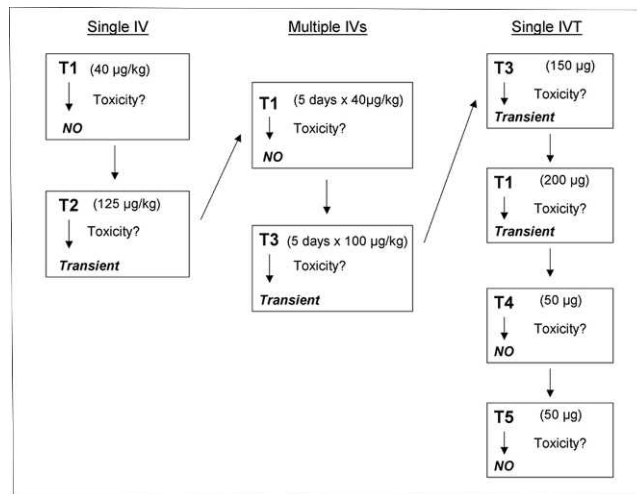 Single IV
T1 (40 µg/kg)
Toxicity?
NO
T2 (125 µg/kg)
Toxicity?
Transient
Multiple IVs
T1 (5 days x 40µg/kg)
Toxicity?
NO
T3 (5 days x 100 µg/kg)
Toxicity?
Transient
Single IVT
T3 (150 µg)
Toxicity?
Transient
T1 (200 µg)
Toxicity?
Transient
T4 (50 µg)
Toxicity?
NO
T5 (50 µg)
Toxicity?
NO